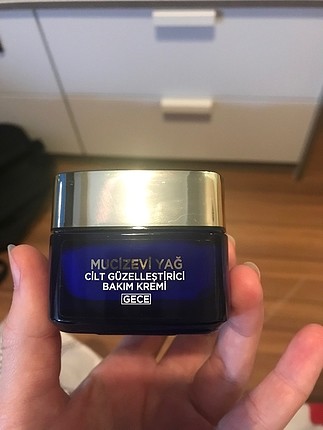 MUCİZEVİ YAĞ
CİLT GÜZELLEŞTİRİCİ
BAKIM KREMİ
GECE